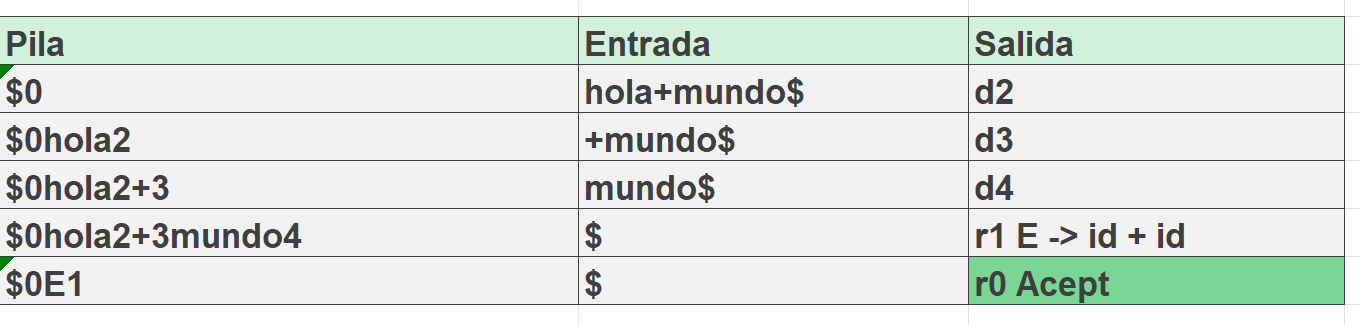 Pila Entrada Salida
$0 hola+mundo$ d2
$0hola2 +mundo$ d3
$0hola2+3 mundo$ d4
$0hola2+3mundo4 $ r1 E -> id + id
$0E1 $ r0 Acept